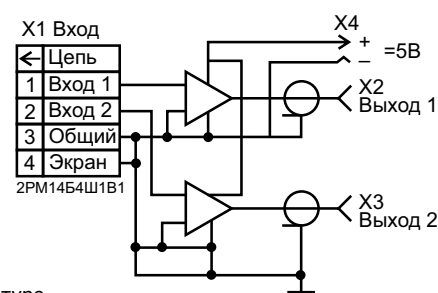 X1 Вход
Цепь
1 Вход 1
2 Вход 2
3 Общий
4 Экран
2РМ14Б4Ш1В1
X4
+
–
=5В
X2
Выход 1
X3
Выход 2